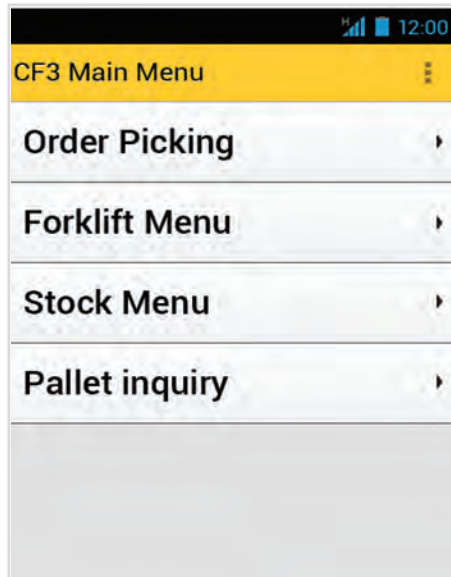 H 12:00
CF3 Main Menu
Order Picking
Forklift Menu
Stock Menu
Pallet inquiry